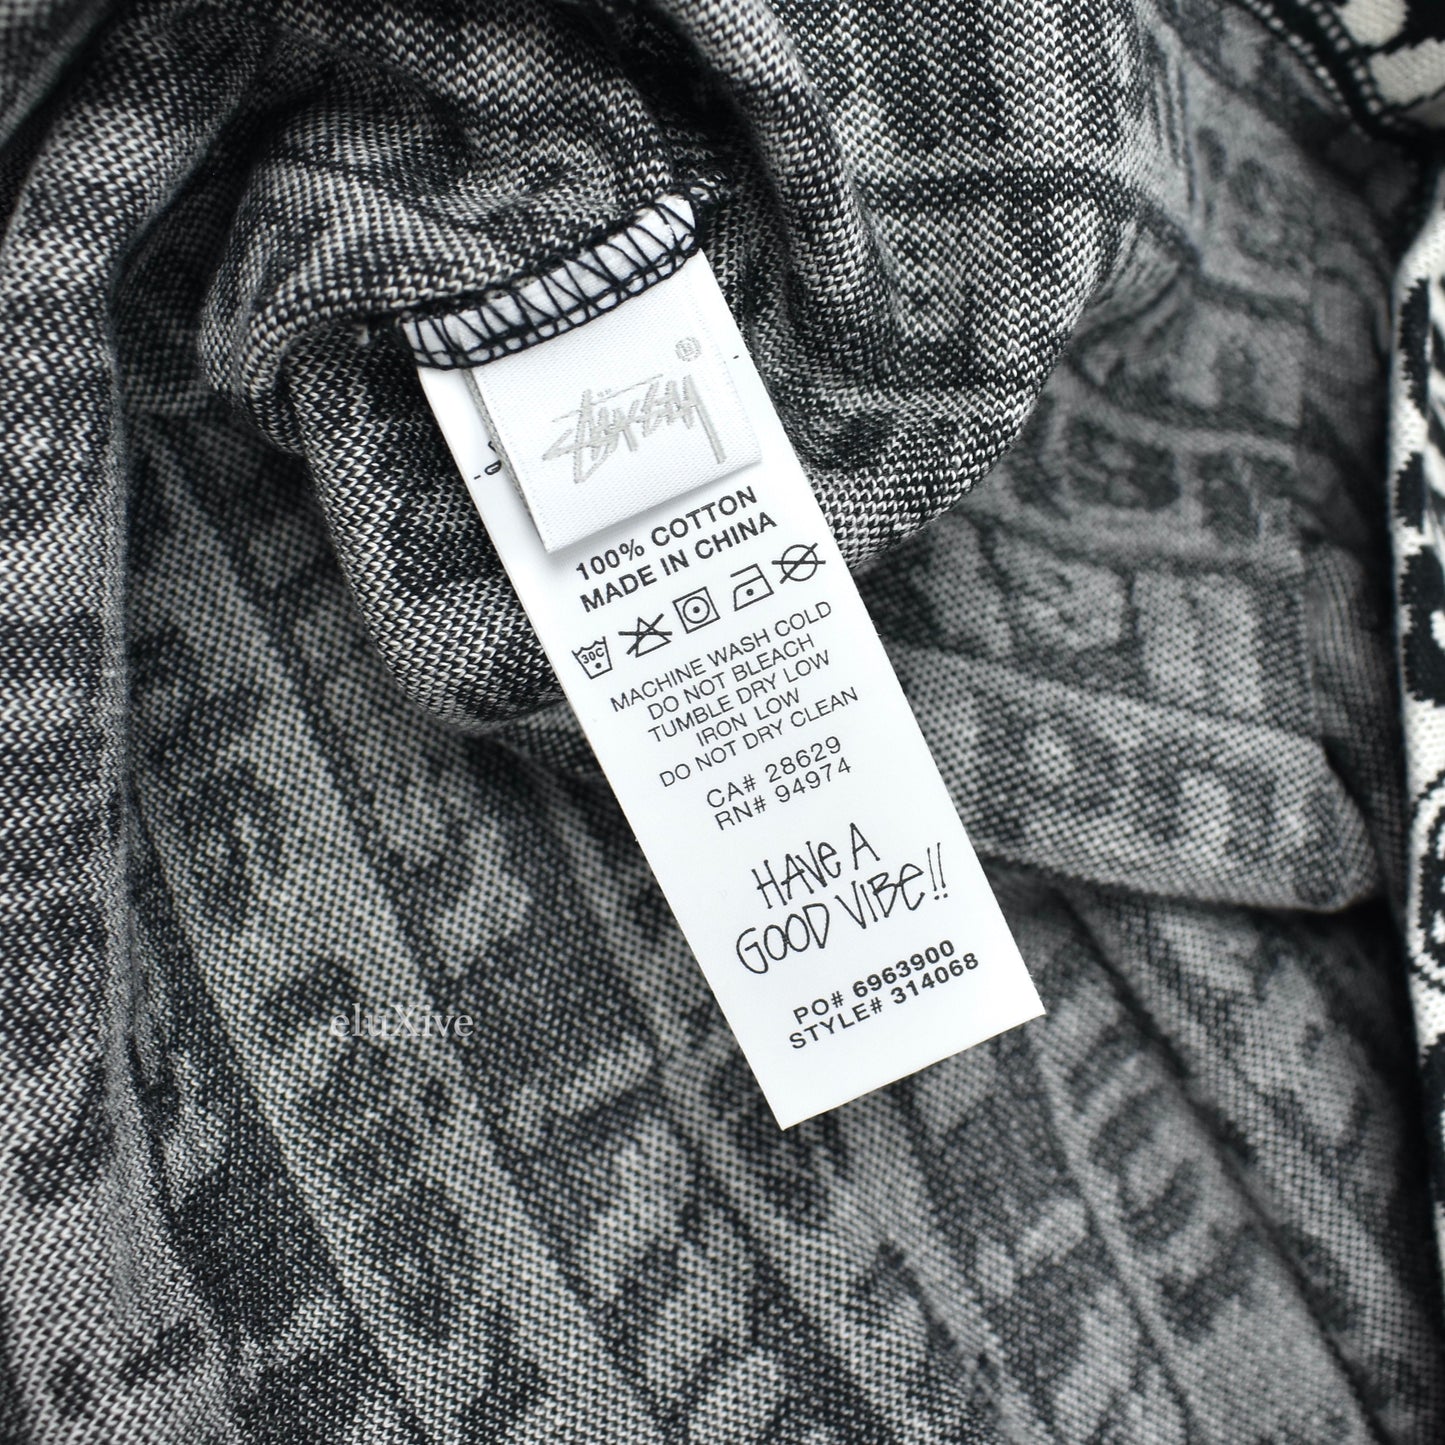 Stüssy ®
100% COTTON
MADE IN CHINA
30C
MACHINE WASH COLD
DO NOT BLEACH
TUMBLE DRY LOW
IRON LOW
DO NOT DRY CLEAN
CA# 28629
RN# 94974
HAVE A
GOOD VIBE!!
PO# 6963900
STYLE# 314068
eluXive